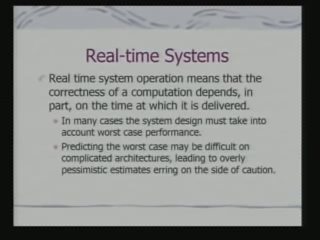 Real-time Systems
Real time system operation means that the
correctness of a computation depends, in
part, on the time at which it is delivered.
In many cases the system design must take into
account worst case performance.
Predicting the worst case may be difficult on
complicated architectures, leading to overly
pessimistic estimates erring on the side of caution.